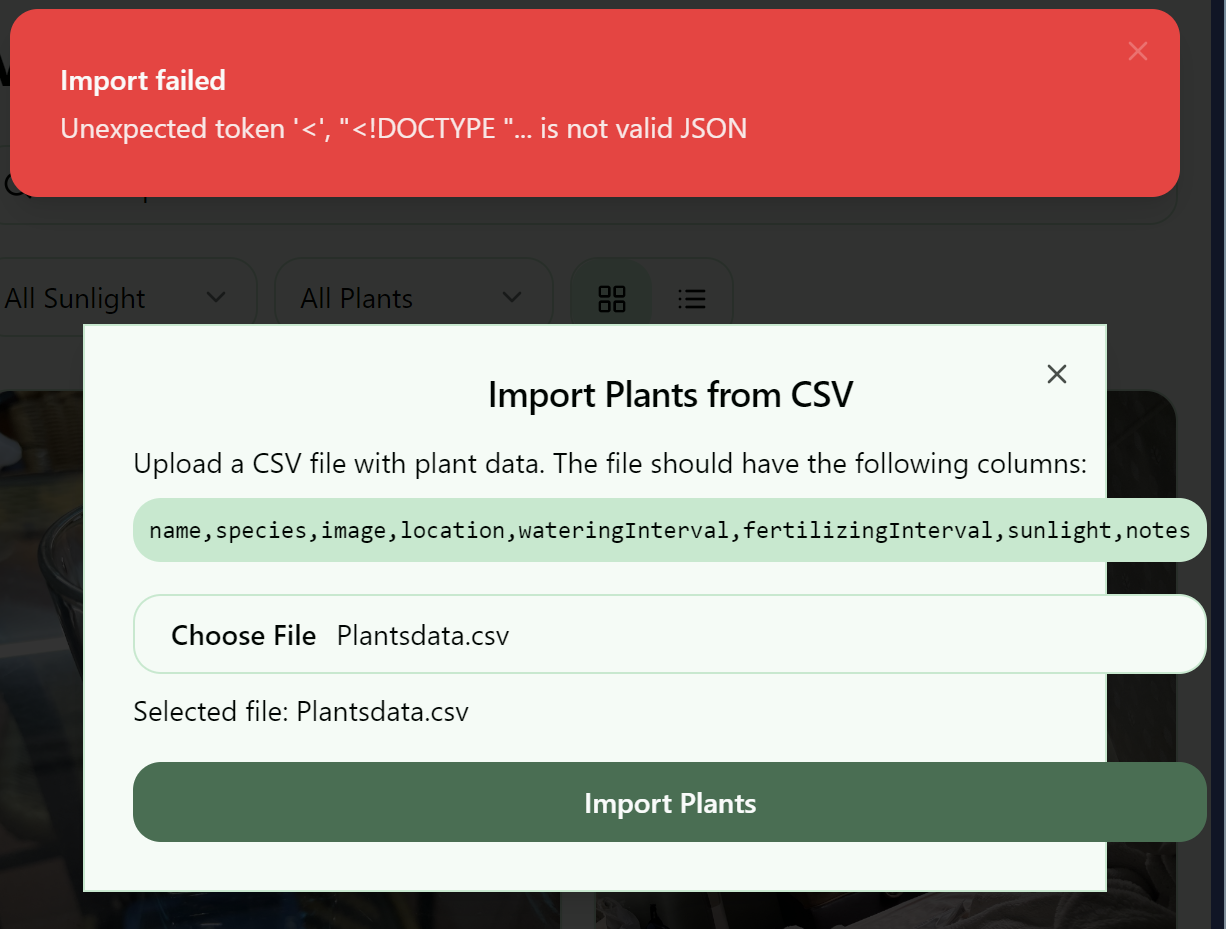 Import failed
Unexpected token '<', "<!DOCTYPE "... is not valid JSON
All Sunlight
All Plants
Import Plants from CSV
Upload a CSV file with plant data. The file should have the following columns:
name,species,image,location,wateringInterval,fertilizingInterval,sunlight,notes
Choose File Plantsdata.csv
Selected file: Plantsdata.csv
Import Plants